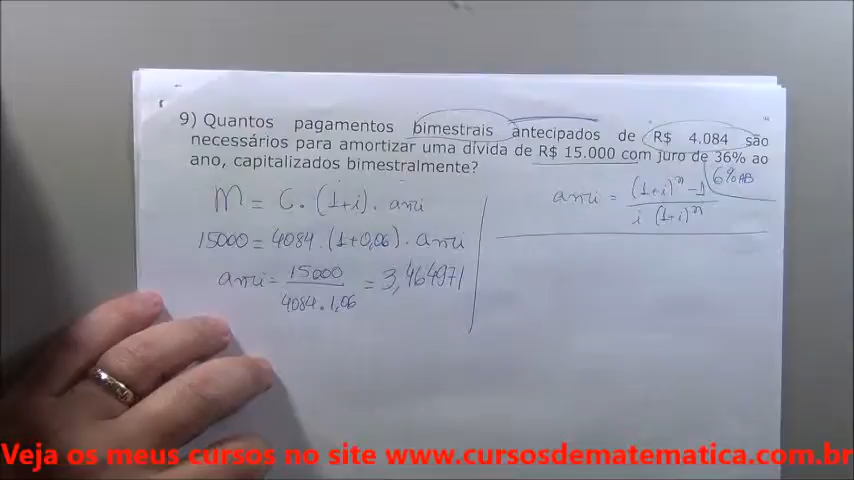 9) Quantos pagamentos bimestrais antecipados de R$ 4.084 são
necessários para amortizar uma dívida de R$ 15.000 com juro de 36% ao
ano, capitalizados bimestralmente?
6% AB
M = C. (1+i). an¬i
15000 = 4084. (1+0,06). an¬i
an¬i = 15000 / 4084. 1,06 = 3,464971
an¬i = (1+i)^n -1 / i (1+i)^n
Veja os meus cursos no site www.cursosdematematica.com.br